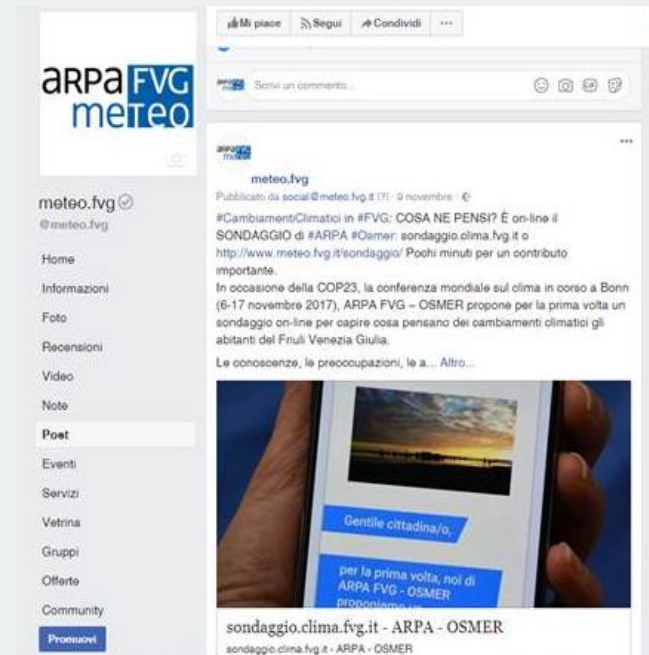 Mi piace Segui Condividi ...
arpa FVG
meteo
meteo.fvg
@meteo.fvg
Home
Informazioni
Foto
Recensioni
Video
Note
Post
Eventi
Servizi
Vetrina
Gruppi
Offerte
Community
Promuovi
Scrivi un commento...
meteo.fvg
Pubblicato da social@meteo.fvg.it [?] · 9 novembre ·
#CambiamentiClimatici in #FVG: COSA NE PENSI? È on-line il
SONDAGGIO di #ARPA #Osmer: sondaggio.clima.fvg.it o
http://www.meteo.fvg.it/sondaggio/ Pochi minuti per un contributo
importante.
In occasione della COP23, la conferenza mondiale sul clima in corso a Bonn
(6-17 novembre 2017), ARPA FVG – OSMER propone per la prima volta un
sondaggio on-line per capire cosa pensano dei cambiamenti climatici gli
abitanti del Friuli Venezia Giulia.
Le conoscenze, le preoccupazioni, le a... Altro...
Gentile cittadina/o,
per la prima volta, noi di
ARPA FVG - OSMER
proponiamo un
sondaggio.clima.fvg.it - ARPA - OSMER
sondaggio.clima.fvg.it - ARPA - OSMER